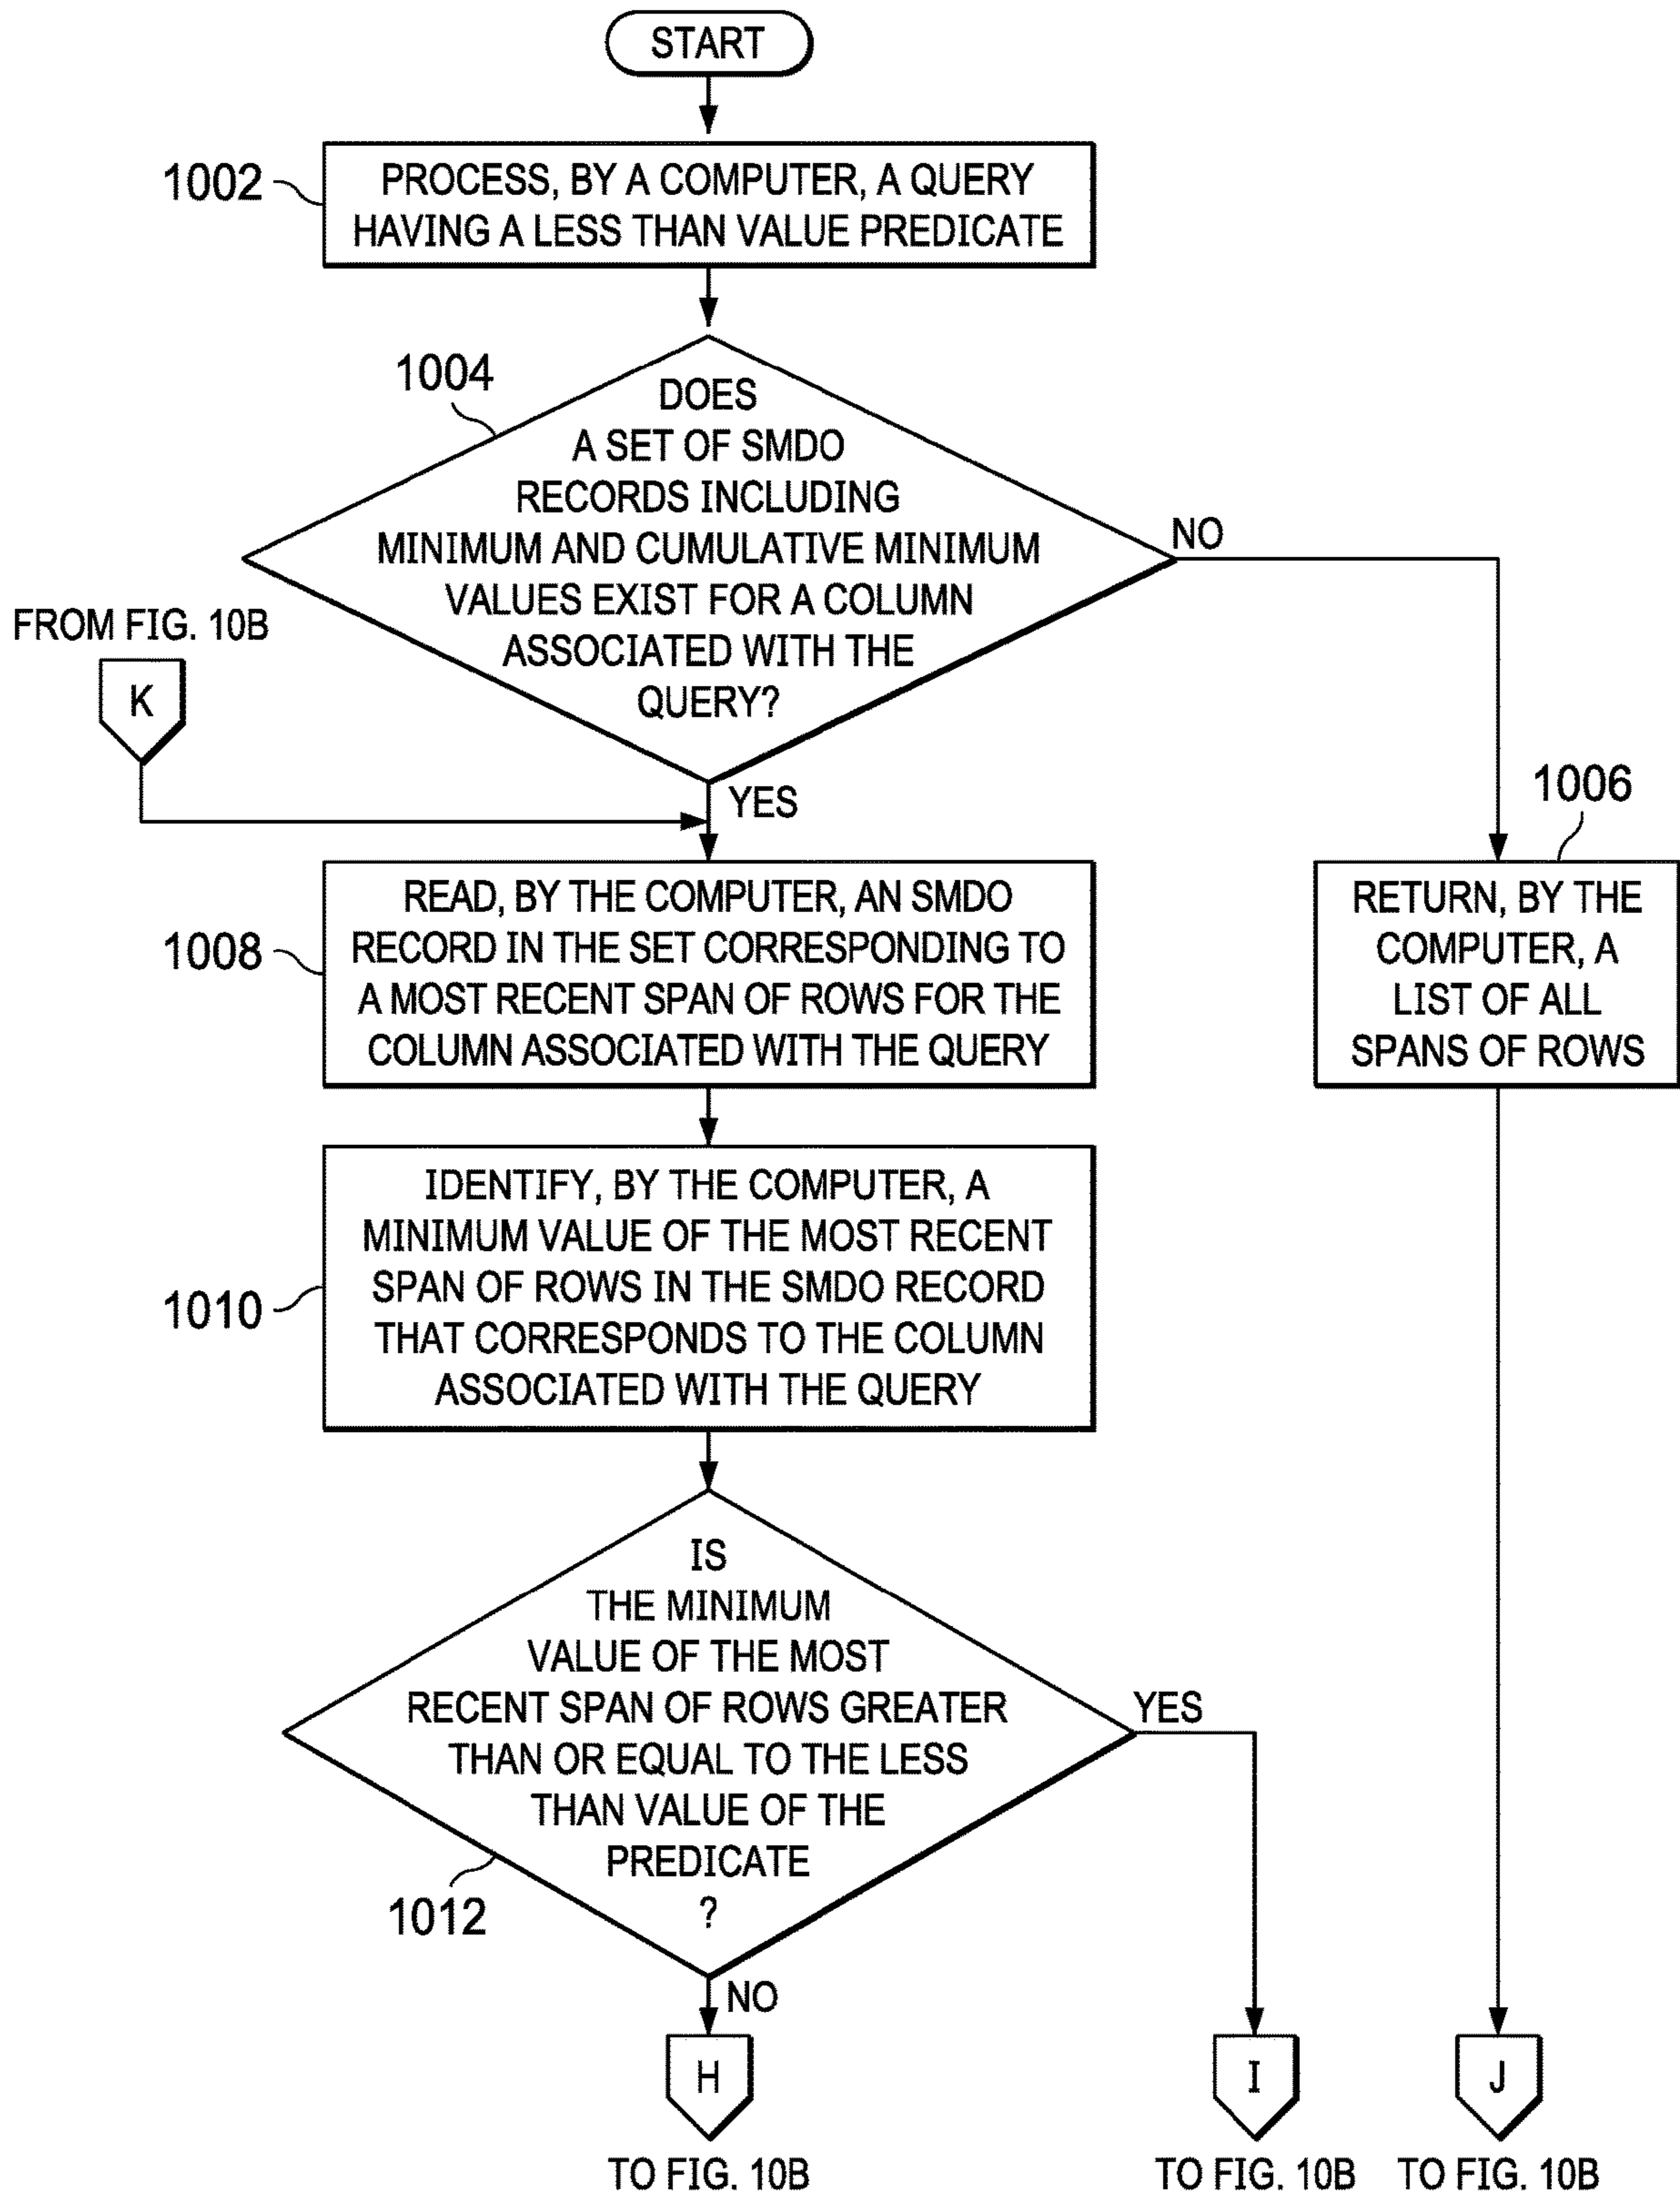 START
1002
PROCESS, BY A COMPUTER, A QUERY
HAVING A LESS THAN VALUE PREDICATE
1004
DOES
A SET OF SMDO
RECORDS INCLUDING
MINIMUM AND CUMULATIVE MINIMUM
VALUES EXIST FOR A COLUMN
ASSOCIATED WITH THE
QUERY?
NO
FROM FIG. 10B
K
YES
1006
RETURN, BY THE
COMPUTER, A
LIST OF ALL
SPANS OF ROWS
1008
READ, BY THE COMPUTER, AN SMDO
RECORD IN THE SET CORRESPONDING TO
A MOST RECENT SPAN OF ROWS FOR THE
COLUMN ASSOCIATED WITH THE QUERY
1010
IDENTIFY, BY THE COMPUTER, A
MINIMUM VALUE OF THE MOST RECENT
SPAN OF ROWS IN THE SMDO RECORD
THAT CORRESPONDS TO THE COLUMN
ASSOCIATED WITH THE QUERY
IS
THE MINIMUM
VALUE OF THE MOST
RECENT SPAN OF ROWS GREATER
THAN OR EQUAL TO THE LESS
THAN VALUE OF THE
PREDICATE
?
1012
YES
NO
H
TO FIG. 10B
I
TO FIG. 10B
J
TO FIG. 10B